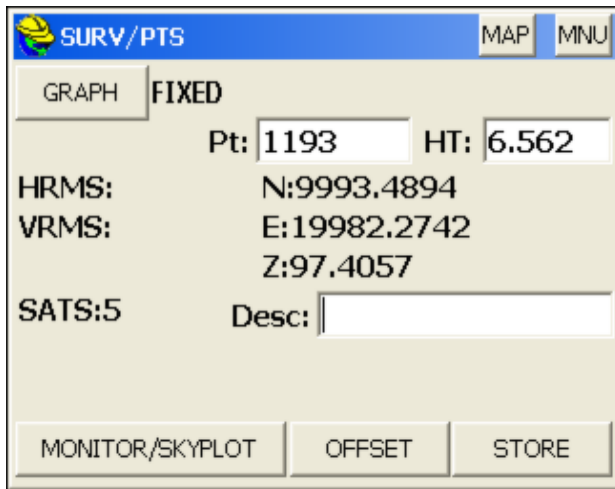 SURV/PTS MAP MNU
GRAPH FIXED
Pt: 1193 HT: 6.562
HRMS: N:9993.4894
VRMS: E:19982.2742
Z:97.4057
SATS:5 Desc:
MONITOR/SKYPLOT OFFSET STORE